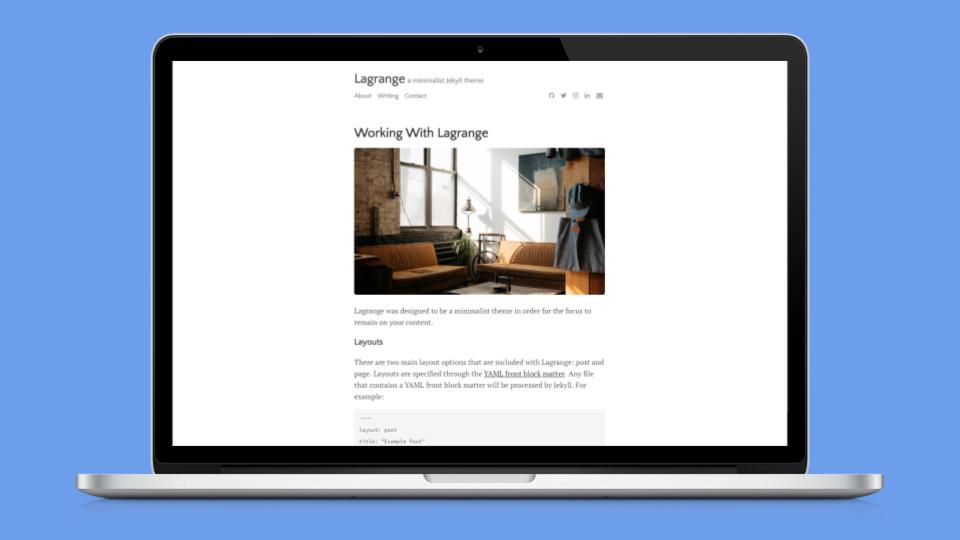 Lagrange a minimalist Jekyll theme
About Writing Contact
Working With Lagrange
Lagrange was designed to be a minimalist theme in order for the focus to
remain on your content.
Layouts
There are two main layout options that are included with Lagrange: post and
page. Layouts are specified through the YAML front block matter. Any file
that contains a YAML front block matter will be processed by Jekyll. For
example:
---
layout: post
title: "Example Post"